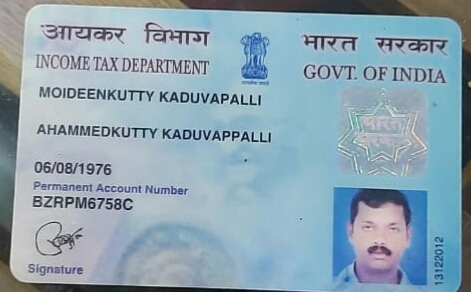 आयकर विभाग
INCOME TAX DEPARTMENT
भारत सरकार
GOVT. OF INDIA
MOIDEENKUTTY KADUVAPALLI
AHAMMEDKUTTY KADUVAPPALLI
06/08/1976
Permanent Account Number
BZRPM6758C
Signature
भारत
13122012